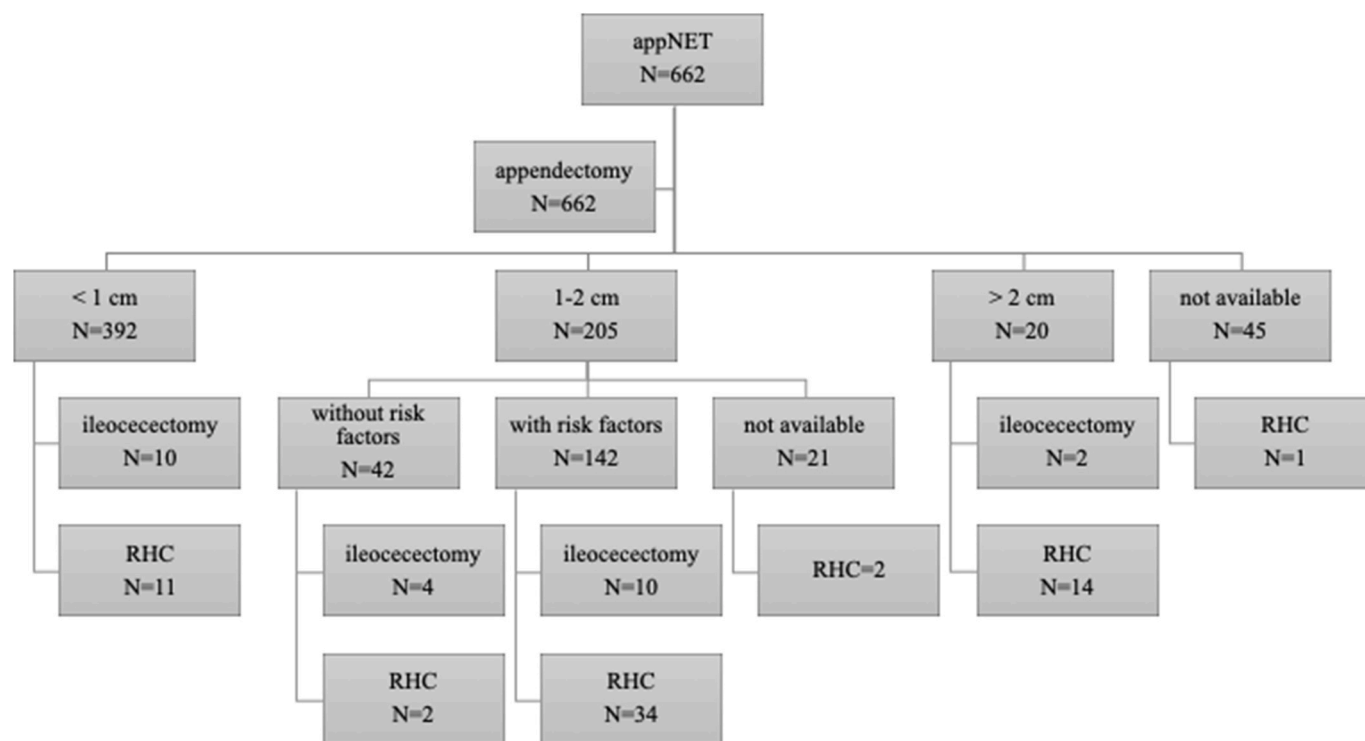 appNET
N=662
appendectomy
N=662
< 1 cm
N=392
1-2 cm
N=205
> 2 cm
N=20
not available
N=45
ileocecectomy
N=10
without risk
factors
N=42
with risk factors
N=142
not available
N=21
ileocecectomy
N=2
RHC
N=1
RHC
N=11
ileocecectomy
N=4
ileocecectomy
N=10
RHC=2
RHC
N=14
RHC
N=2
RHC
N=34